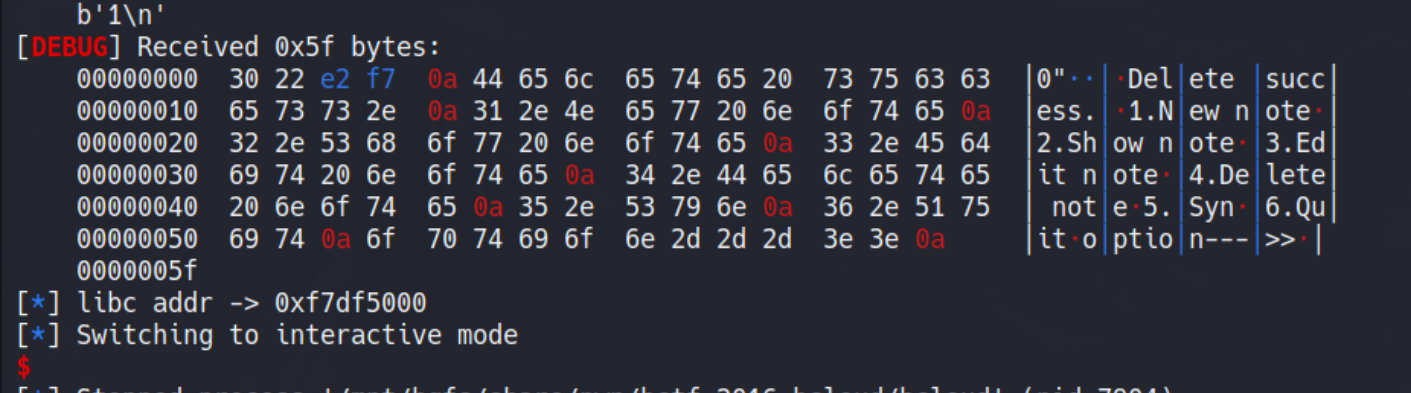 b'1\n'
[DEBUG] Received 0x5f bytes:
00000000  30 22 e2 f7  0a 44 65 6c  65 74 65 20  73 75 63 63  |0"··|·Del|ete |succ|
00000010  65 73 73 2e  0a 31 2e 4e  65 77 20 6e  6f 74 65 0a  |ess.|·1.N|ew n|ote·|
00000020  32 2e 53 68  6f 77 20 6e  6f 74 65 0a  33 2e 45 64  |2.Sh|ow n|ote·|3.Ed|
00000030  69 74 20 6e  6f 74 65 0a  34 2e 44 65  6c 65 74 65  |it n|ote·|4.De|lete|
00000040  20 6e 6f 74  65 0a 35 2e  53 79 6e 0a  36 2e 51 75  | not|e·5.|Syn·|6.Qu|
00000050  69 74 0a 6f  70 74 69 6f  6e 2d 2d 2d  3e 3e 0a  |it·o|ptio|n---|>>·|
0000005f
[*] libc addr -> 0xf7df5000
[*] Switching to interactive mode
$